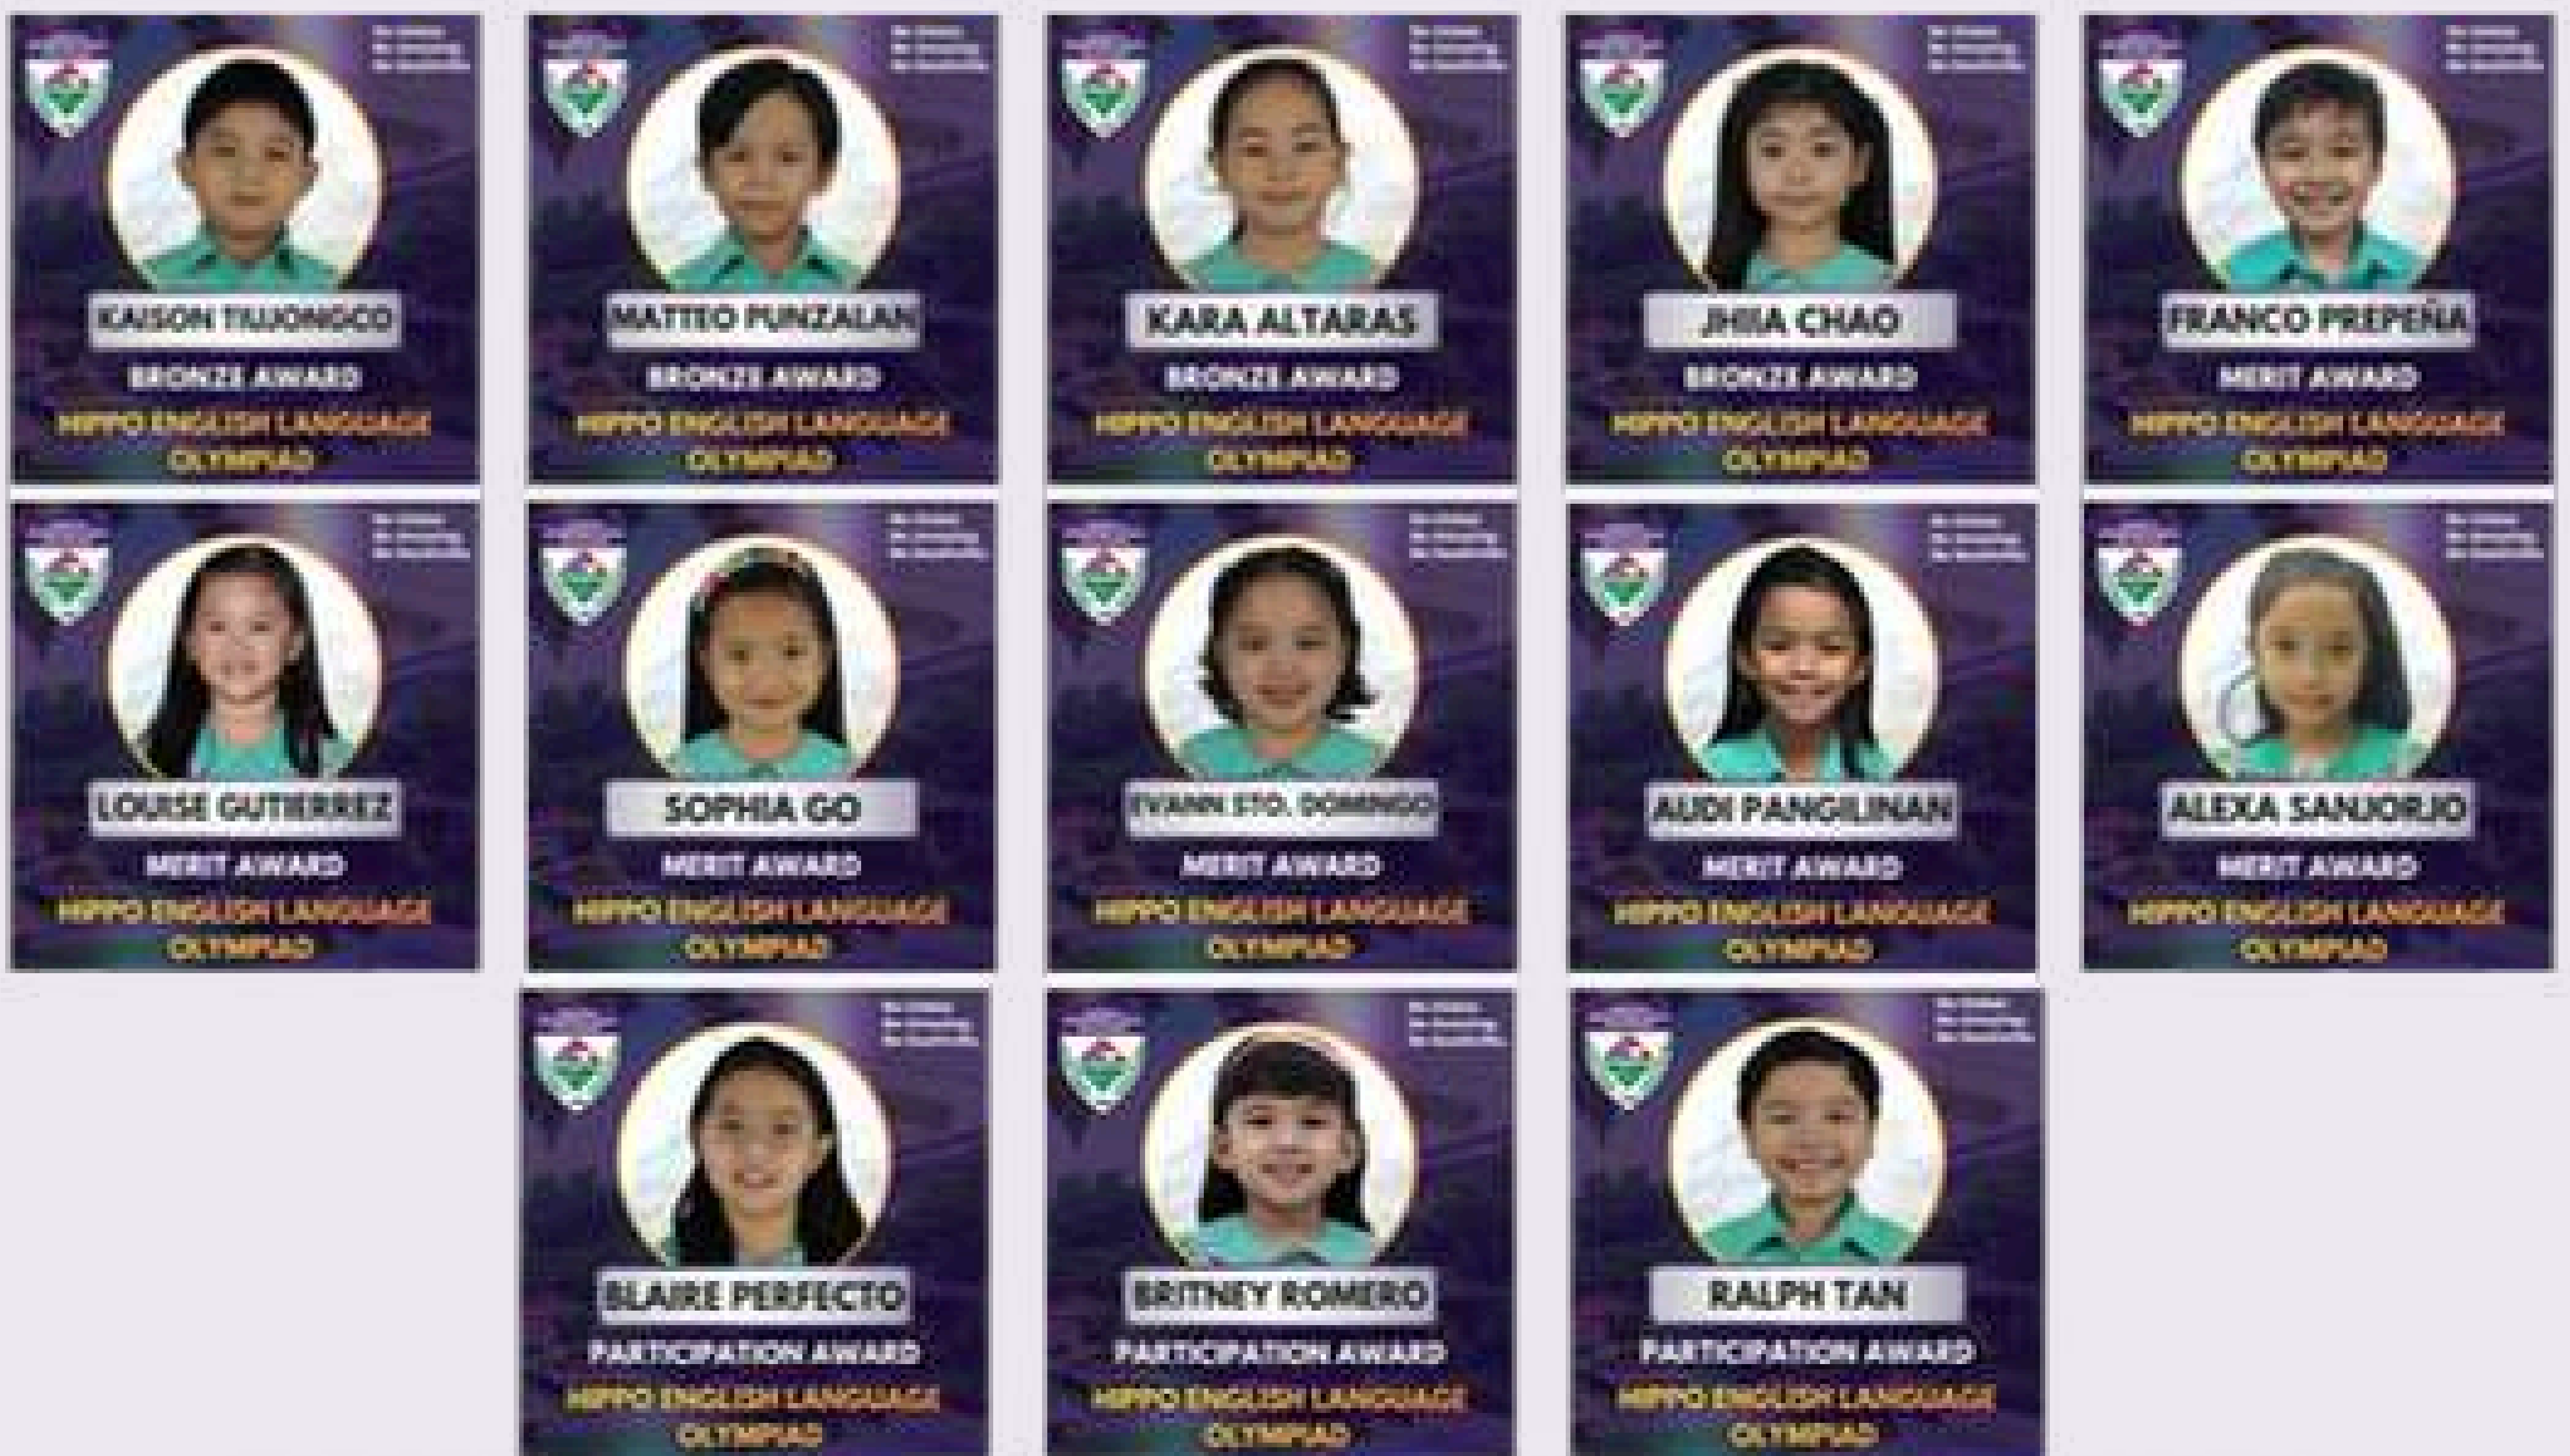 KAISON TIUJONGCO
BRONZE AWARD
HIPPO ENGLISH LANGUAGE
OLYMPIAD
MATTEO PUNZALAN
BRONZE AWARD
HIPPO ENGLISH LANGUAGE
OLYMPIAD
KARA ALTARAS
BRONZE AWARD
HIPPO ENGLISH LANGUAGE
OLYMPIAD
JHIIA CHAO
BRONZE AWARD
HIPPO ENGLISH LANGUAGE
OLYMPIAD
FRANCO PREPEÑA
MERIT AWARD
HIPPO ENGLISH LANGUAGE
OLYMPIAD
LOUISE GUTIERREZ
MERIT AWARD
HIPPO ENGLISH LANGUAGE
OLYMPIAD
SOPHIA GO
MERIT AWARD
HIPPO ENGLISH LANGUAGE
OLYMPIAD
EVANN STO. DOMINGO
MERIT AWARD
HIPPO ENGLISH LANGUAGE
OLYMPIAD
AUDI PANGILINAN
MERIT AWARD
HIPPO ENGLISH LANGUAGE
OLYMPIAD
ALEXA SANJORJO
MERIT AWARD
HIPPO ENGLISH LANGUAGE
OLYMPIAD
BLAIRE PERFECTO
PARTICIPATION AWARD
HIPPO ENGLISH LANGUAGE
OLYMPIAD
BRITNEY ROMERO
PARTICIPATION AWARD
HIPPO ENGLISH LANGUAGE
OLYMPIAD
RALPH TAN
PARTICIPATION AWARD
HIPPO ENGLISH LANGUAGE
OLYMPIAD